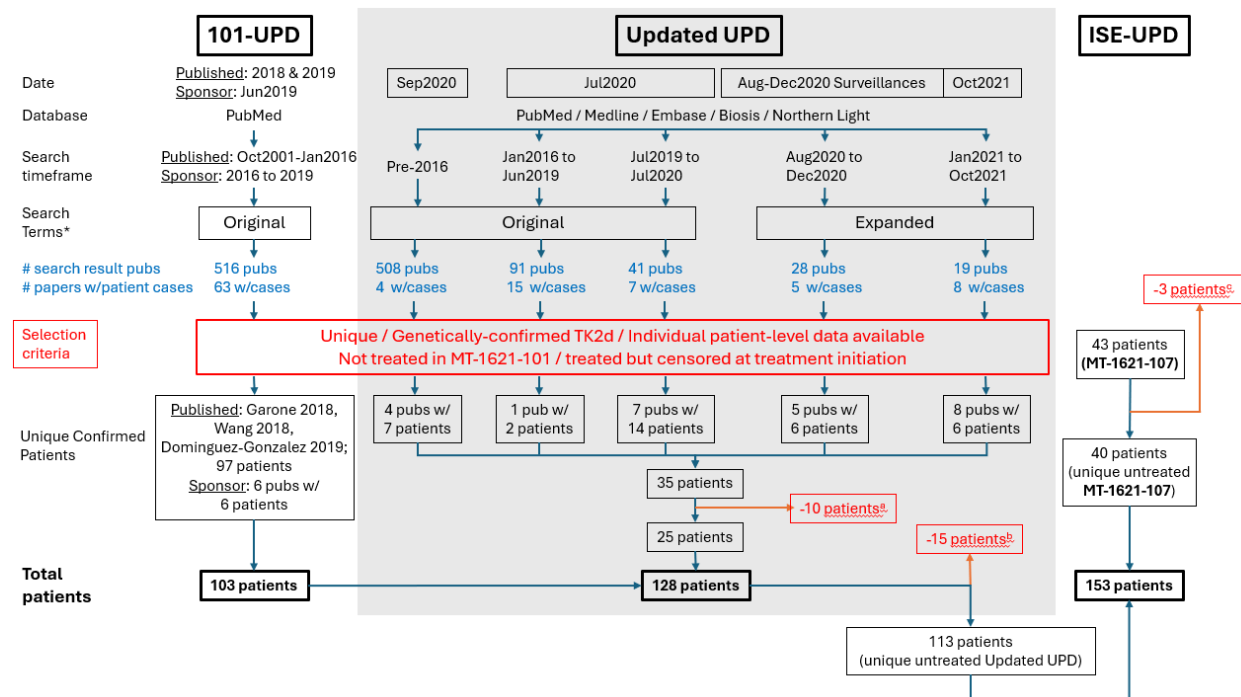 101-UPD
Updated UPD
ISE-UPD
Date
Published: 2018 & 2019
Sponsor: Jun2019
Sep2020
Jul2020
Aug-Dec2020 Surveillances
Oct2021
Database
PubMed
PubMed / Medline / Embase / Biosis / Northern Light
Search
timeframe
Published: Oct2001-Jan2016
Sponsor: 2016 to 2019
Pre-2016
Jan2016 to
Jun2019
Jul2019 to
Jul2020
Aug2020 to
Dec2020
Jan2021 to
Oct2021
Search
Terms*
Original
Original
Expanded
# search result pubs
# papers w/patient cases
516 pubs
63 w/cases
508 pubs
4 w/cases
91 pubs
15 w/cases
41 pubs
7 w/cases
28 pubs
5 w/cases
19 pubs
8 w/cases
-3 patientsc
Selection
criteria
Unique / Genetically-confirmed TK2d / Individual patient-level data available
Not treated in MT-1621-101 / treated but censored at treatment initiation
43 patients
(MT-1621-107)
Unique Confirmed
Patients
Published: Garone 2018,
Wang 2018,
Dominguez-Gonzalez 2019;
97 patients
Sponsor: 6 pubs w/
6 patients
4 pubs w/
7 patients
1 pub w/
2 patients
7 pubs w/
14 patients
5 pubs w/
6 patients
8 pubs w/
6 patients
40 patients
(unique untreated
MT-1621-107)
35 patients
-10 patientsa
25 patients
-15 patientsb
Total
patients
103 patients
128 patients
153 patients
113 patients
(unique untreated Updated UPD)